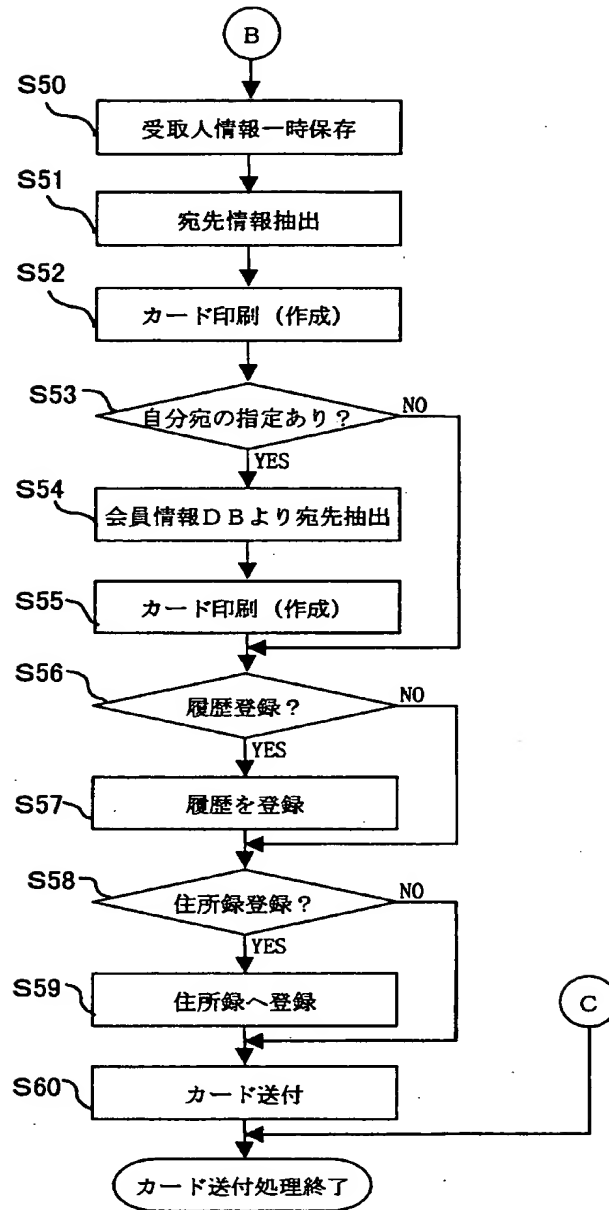 B
S50
受取人情報一時保存
S51
宛先情報抽出
S52
カード印刷（作成）
S53
自分宛の指定あり？
NO
YES
S54
会員情報ＤＢより宛先抽出
S55
カード印刷（作成）
S56
履歴登録？
NO
YES
S57
履歴を登録
S58
住所録登録？
NO
YES
S59
住所録へ登録
C
S60
カード送付
カード送付処理終了